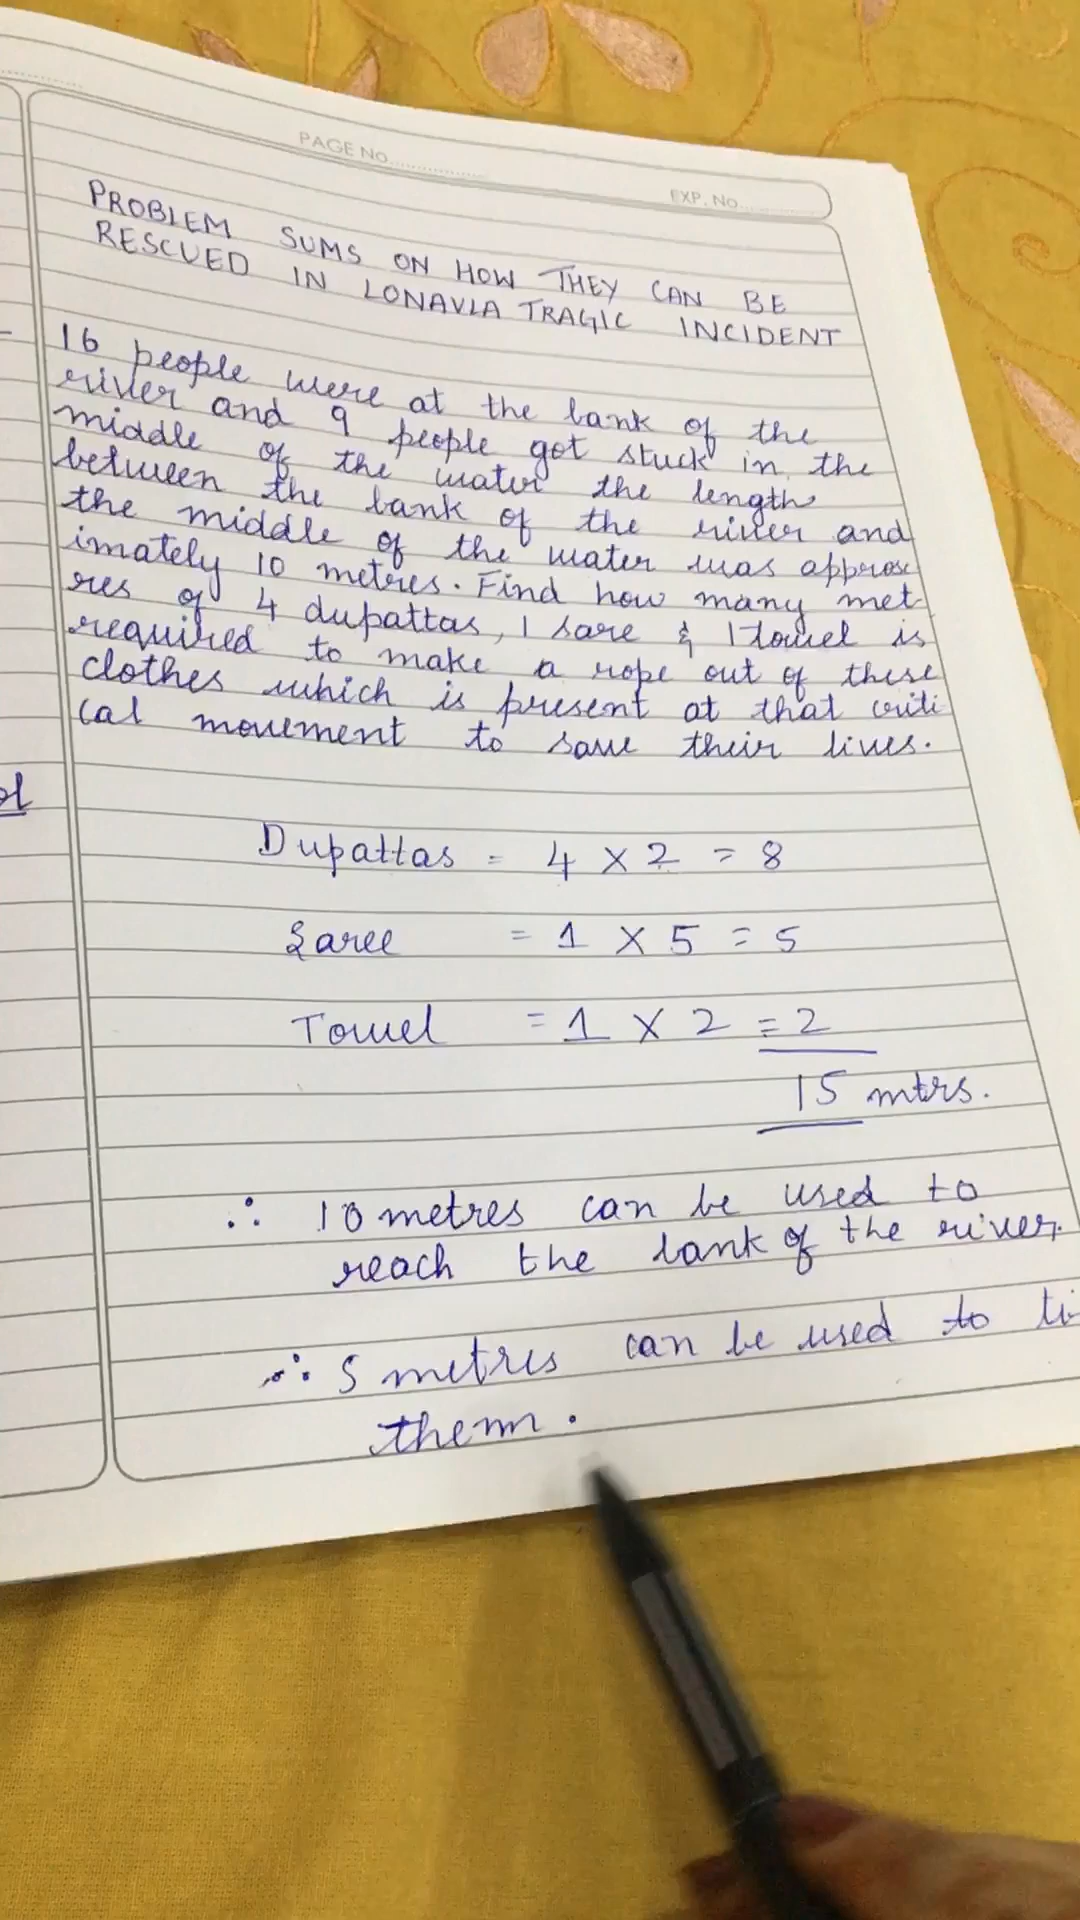 PAGE No.
EXP. No.
PROBLEM SUMS ON HOW THEY CAN BE
RESCUED IN LONAVLA TRAGIC INCIDENT
16 people were at the bank of the
river and 9 people got stuck in the
middle of the water the length
between the bank of the river and
the middle of the water was approx
imately 10 metres. Find how many met
res of 4 dupattas, 1 sare & 1 towel is
required to make a rope out of these
clothes which is present at that criti
cal movement to save their lives.
Dupattas = 4 X 2 = 8
Saree = 1 X 5 = 5
Towel = 1 X 2 = 2
15 mtrs.
∴ 10 metres can be used to
reach the bank of the river.
∴ 5 metres can be used to
them.